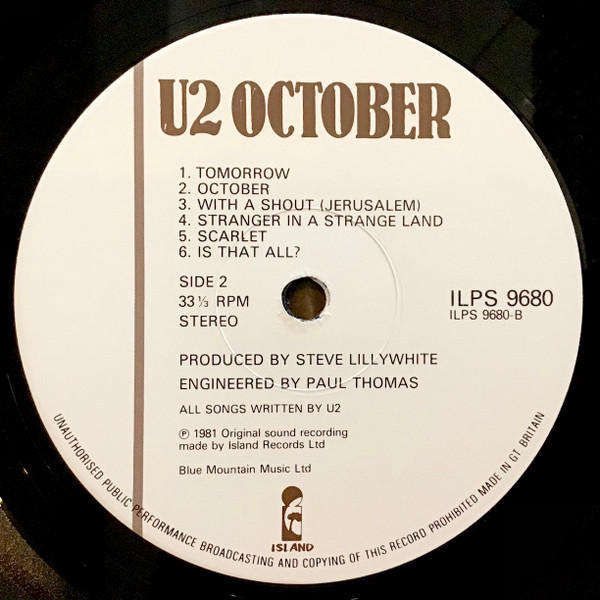 U2 OCTOBER
1. TOMORROW
2. OCTOBER
3. WITH A SHOUT (JERUSALEM)
4. STRANGER IN A STRANGE LAND
5. SCARLET
6. IS THAT ALL?
SIDE 2
33 ⅓ RPM
STEREO
ILPS 9680
ILPS 9680-B
PRODUCED BY STEVE LILLYWHITE
ENGINEERED BY PAUL THOMAS
ALL SONGS WRITTEN BY U2
℗ 1981 Original sound recording
made by Island Records Ltd
Blue Mountain Music Ltd
ISLAND
UNAUTHORISED PUBLIC PERFORMANCE BROADCASTING AND COPYING OF THIS RECORD PROHIBITED MADE IN GT BRITAIN